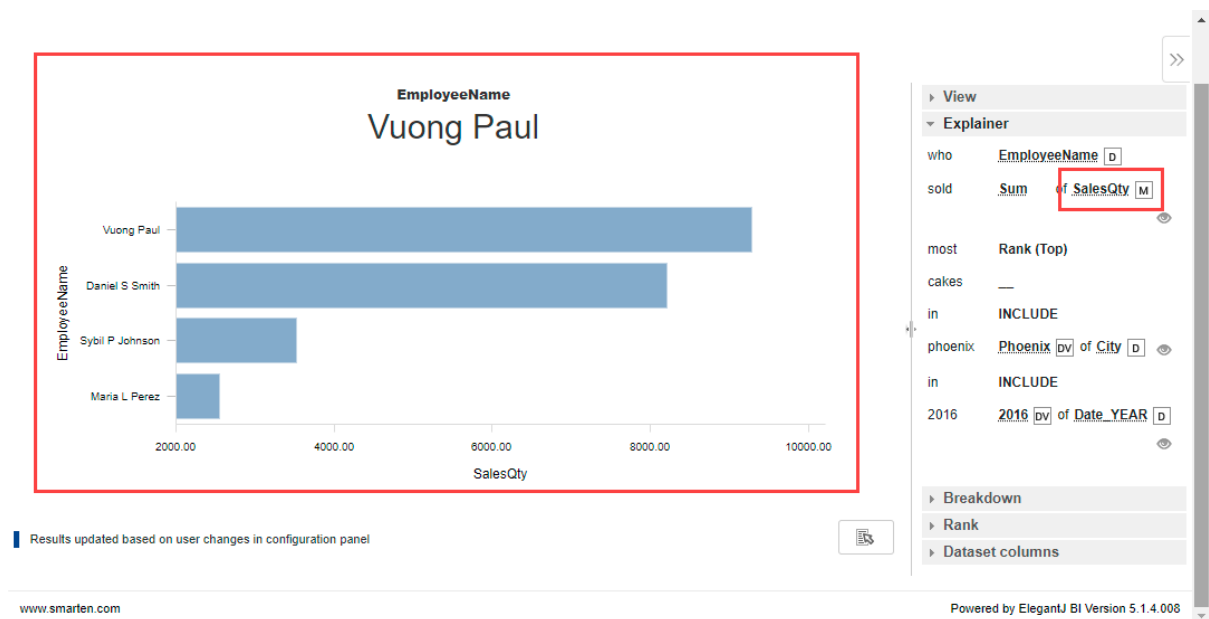 EmployeeName
Vuong Paul
EmployeeName
Vuong Paul
Daniel S Smith
Sybil P Johnson
Maria L Perez
2000.00 4000.00 6000.00 8000.00 10000.00
SalesQty
Results updated based on user changes in configuration panel
View
Explainer
who EmployeeName D
sold Sum of SalesQty M
most Rank (Top)
cakes __
in INCLUDE
phoenix Phoenix DV of City D
in INCLUDE
2016 2016 DV of Date_YEAR D
Breakdown
Rank
Dataset columns
www.smarten.com Powered by ElegantJ BI Version 5.1.4.008